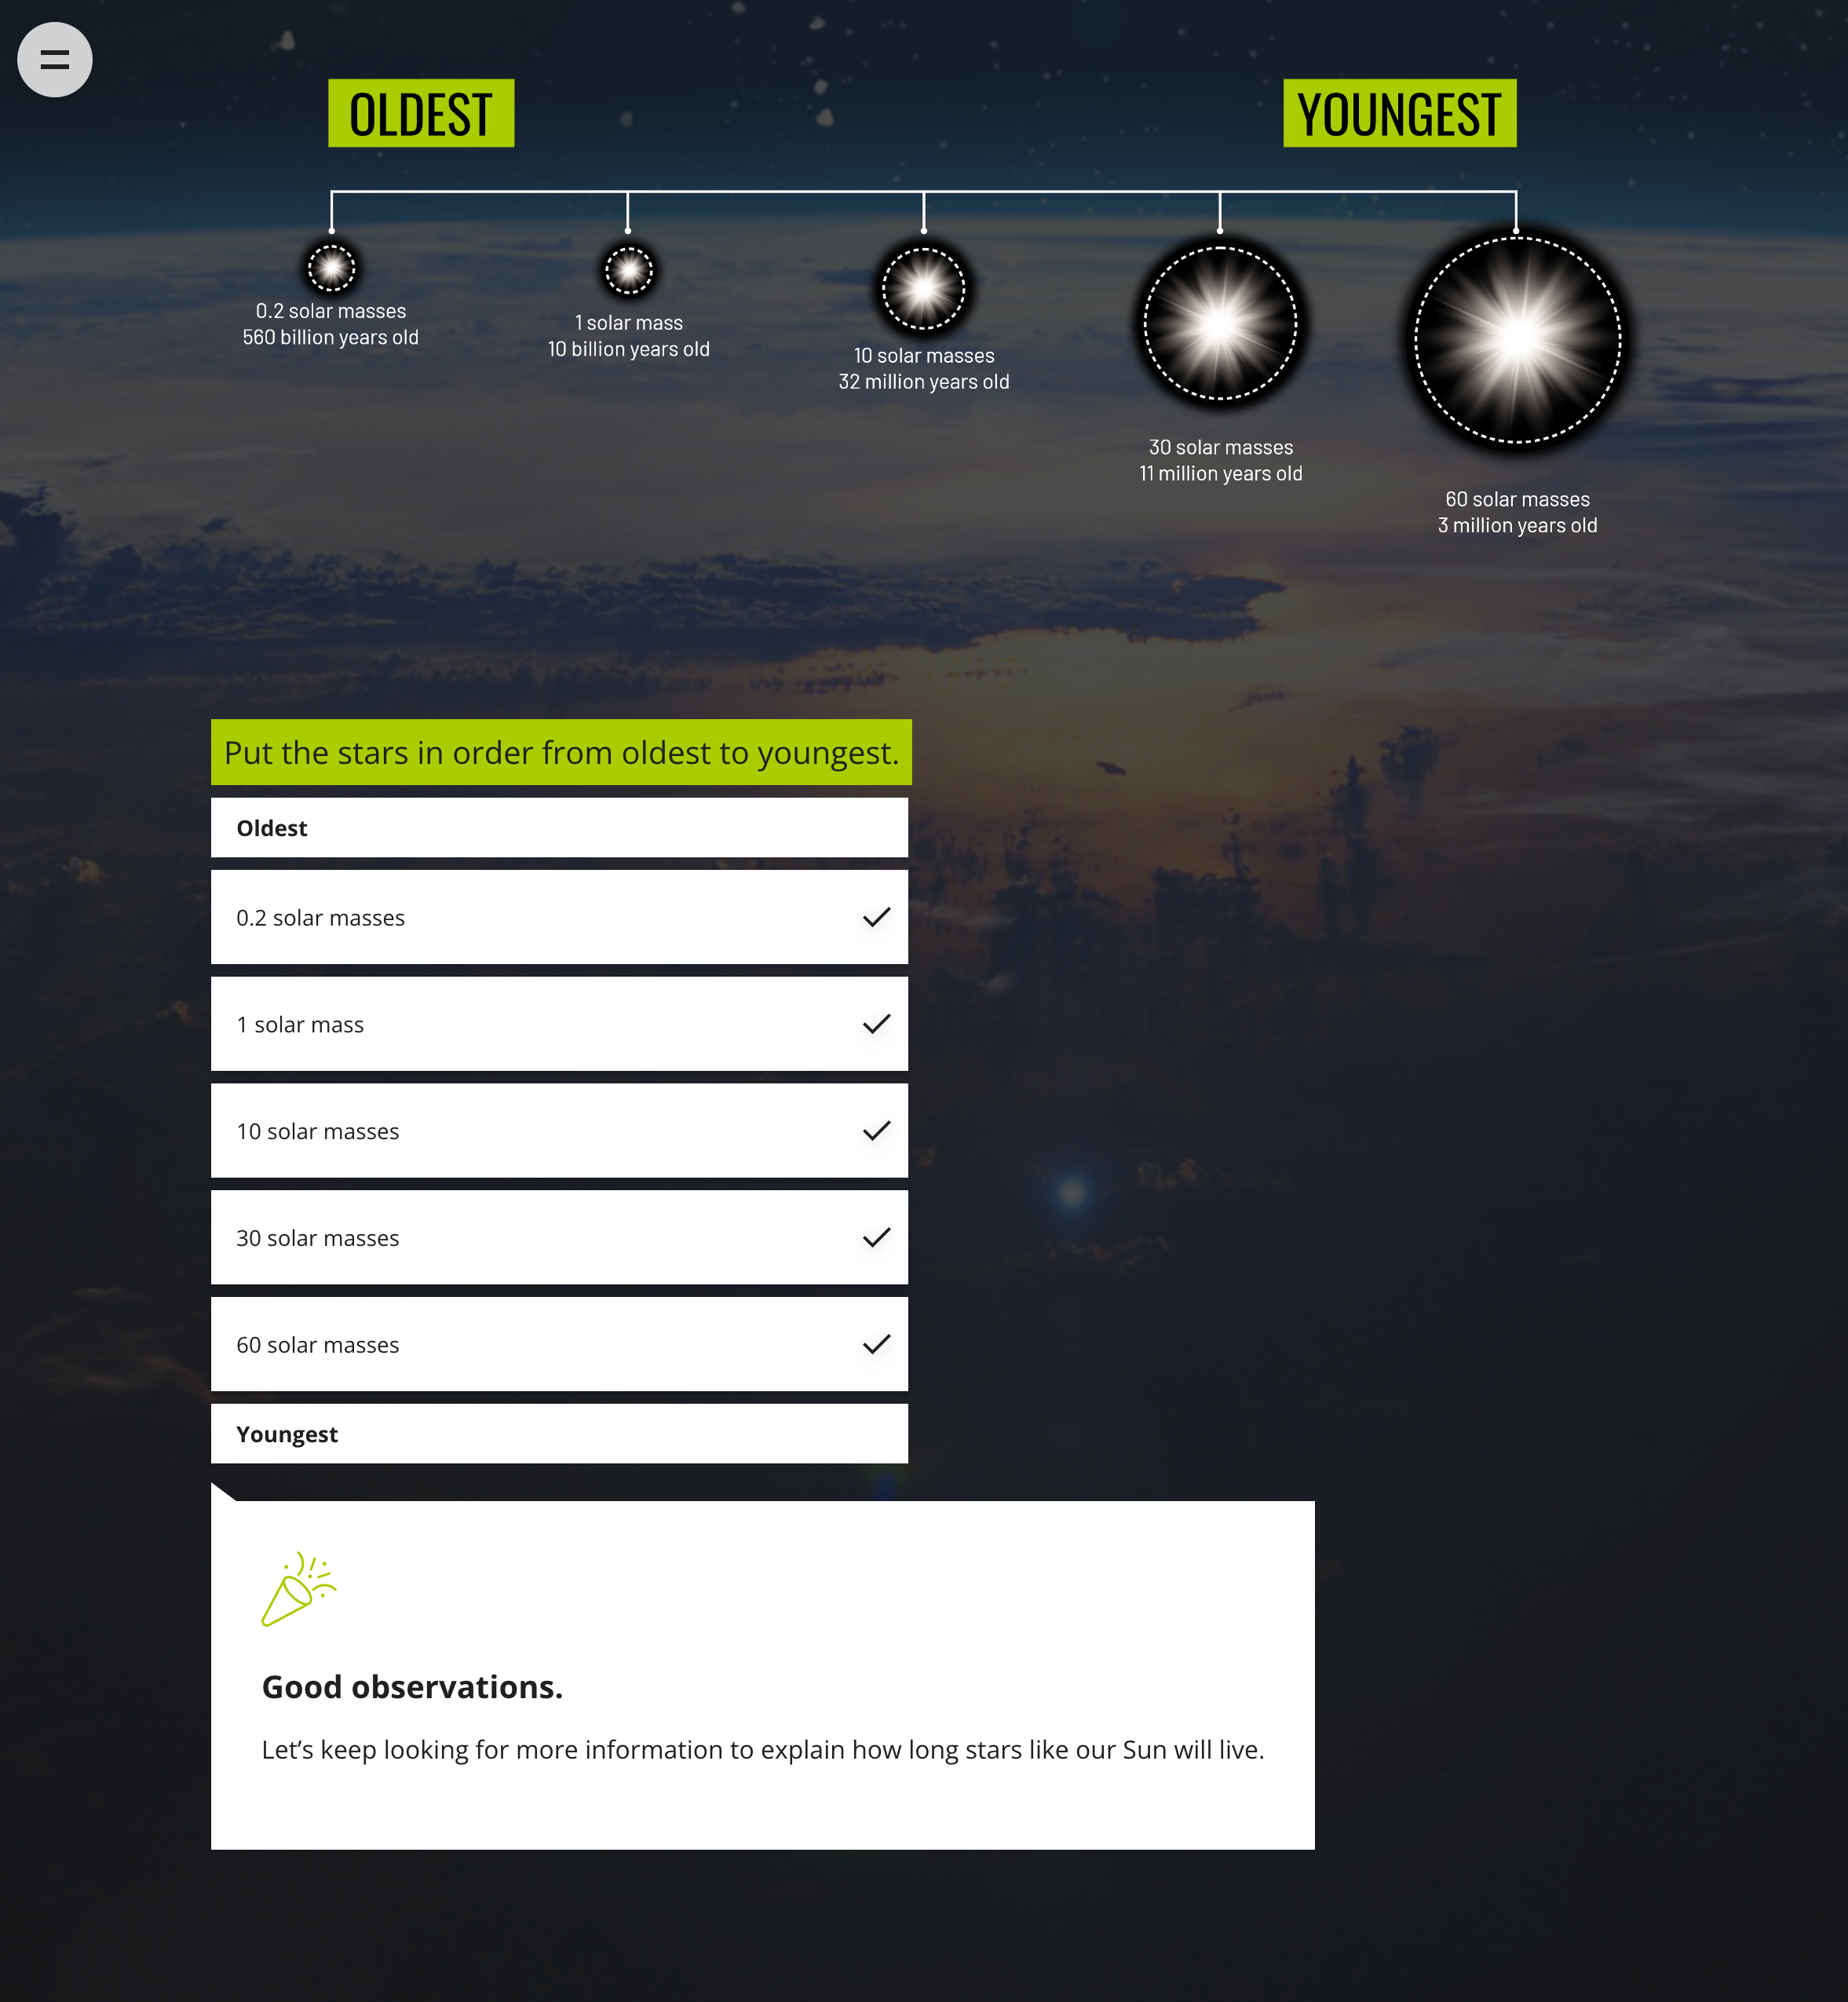 OLDEST
YOUNGEST
0.2 solar masses
560 billion years old
1 solar mass
10 billion years old
10 solar masses
32 million years old
30 solar masses
11 million years old
60 solar masses
3 million years old
Put the stars in order from oldest to youngest.
Oldest
0.2 solar masses
1 solar mass
10 solar masses
30 solar masses
60 solar masses
Youngest
Good observations.
Let’s keep looking for more information to explain how long stars like our Sun will live.